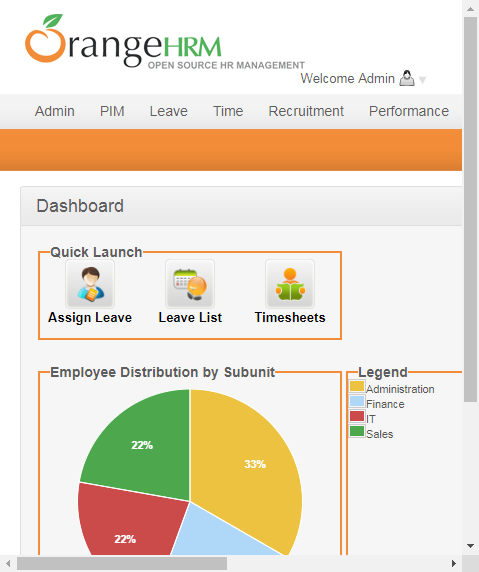 OrangeHRM
OPEN SOURCE HR MANAGEMENT
Welcome Admin
Admin PIM Leave Time Recruitment Performance
Dashboard
Quick Launch
Assign Leave Leave List Timesheets
Employee Distribution by Subunit
Legend
Administration
Finance
IT
Sales
22%
33%
22%